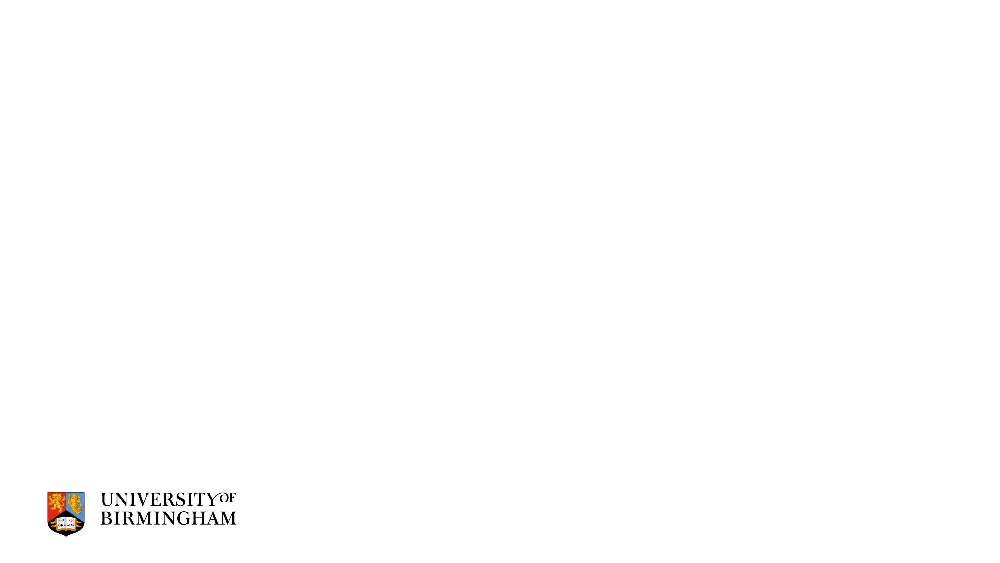 UNIVERSITY OF
BIRMINGHAM
PER AD
ARDUA ALTA